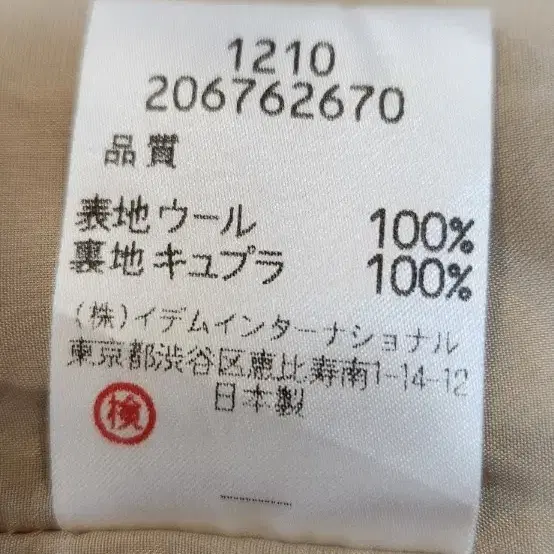 1210
206762670
品質
表地ウール 100%
裏地キュプラ 100%
(株)イデムインターナショナル
東京都渋谷区恵比寿南1-14-12
日本製
検